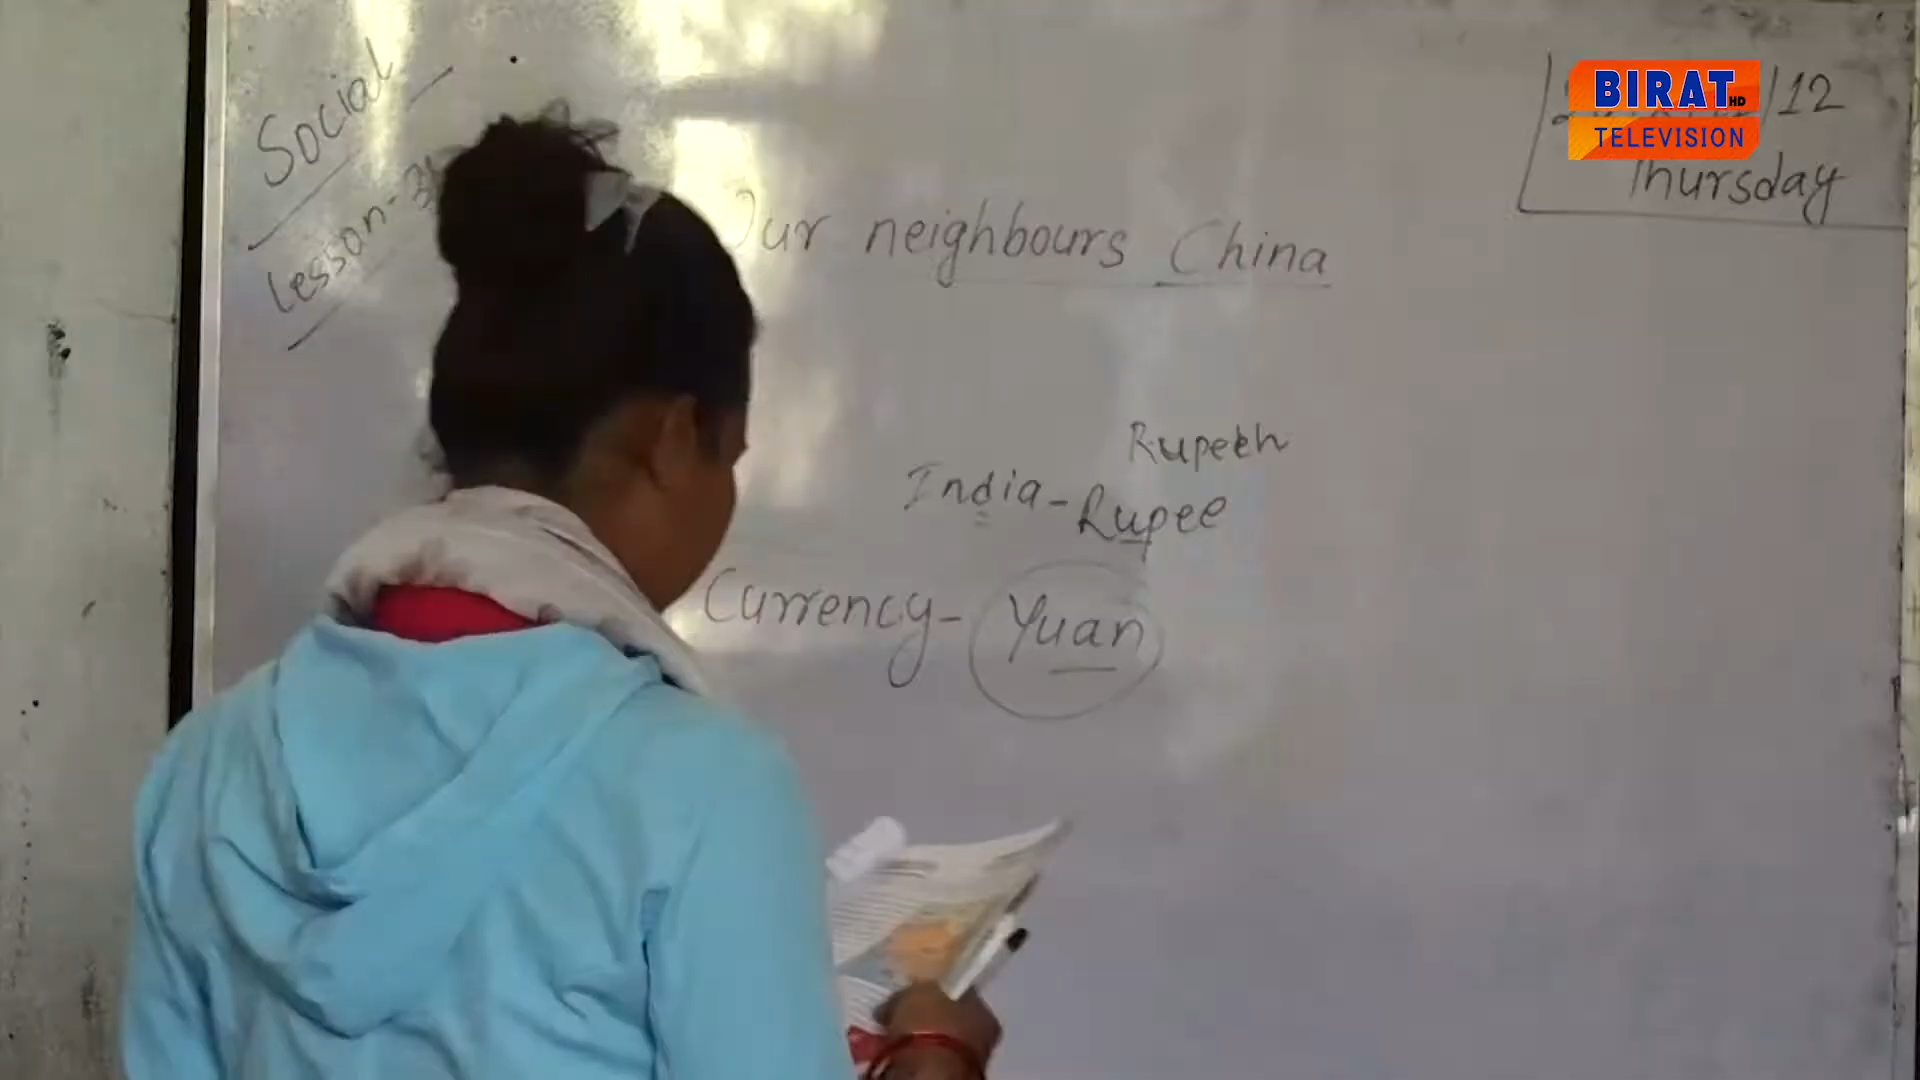 Social
Lesson-3
Our neighbours China
/12
Thursday
BIRAT HD
TELEVISION
Rupeeh
India - Rupee
Currency - Yuan